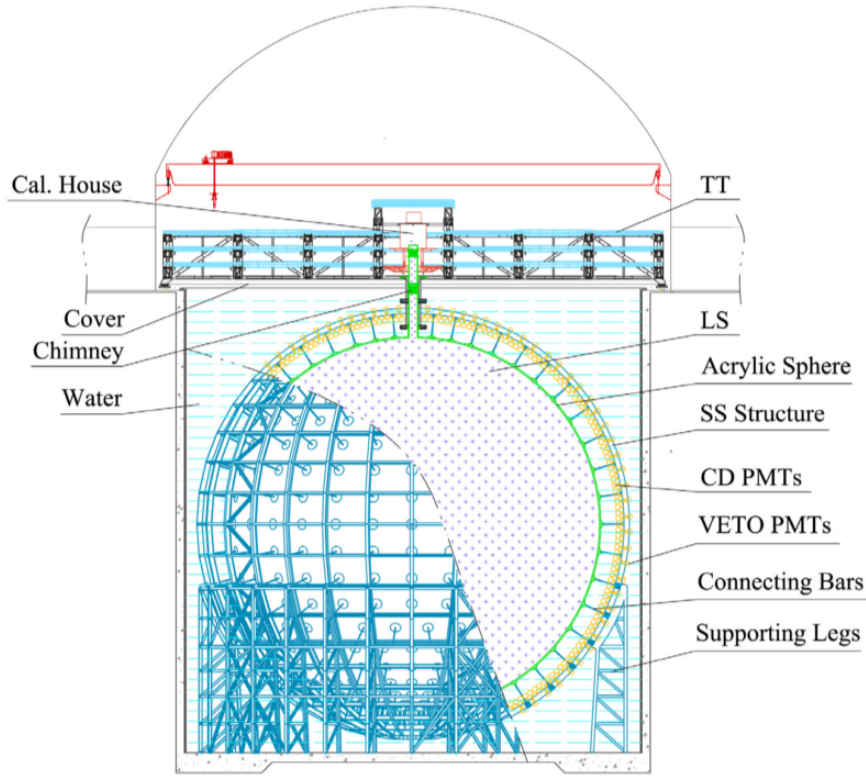 Cal. House
TT
Cover
Chimney
Water
LS
Acrylic Sphere
SS Structure
CD PMTs
VETO PMTs
Connecting Bars
Supporting Legs